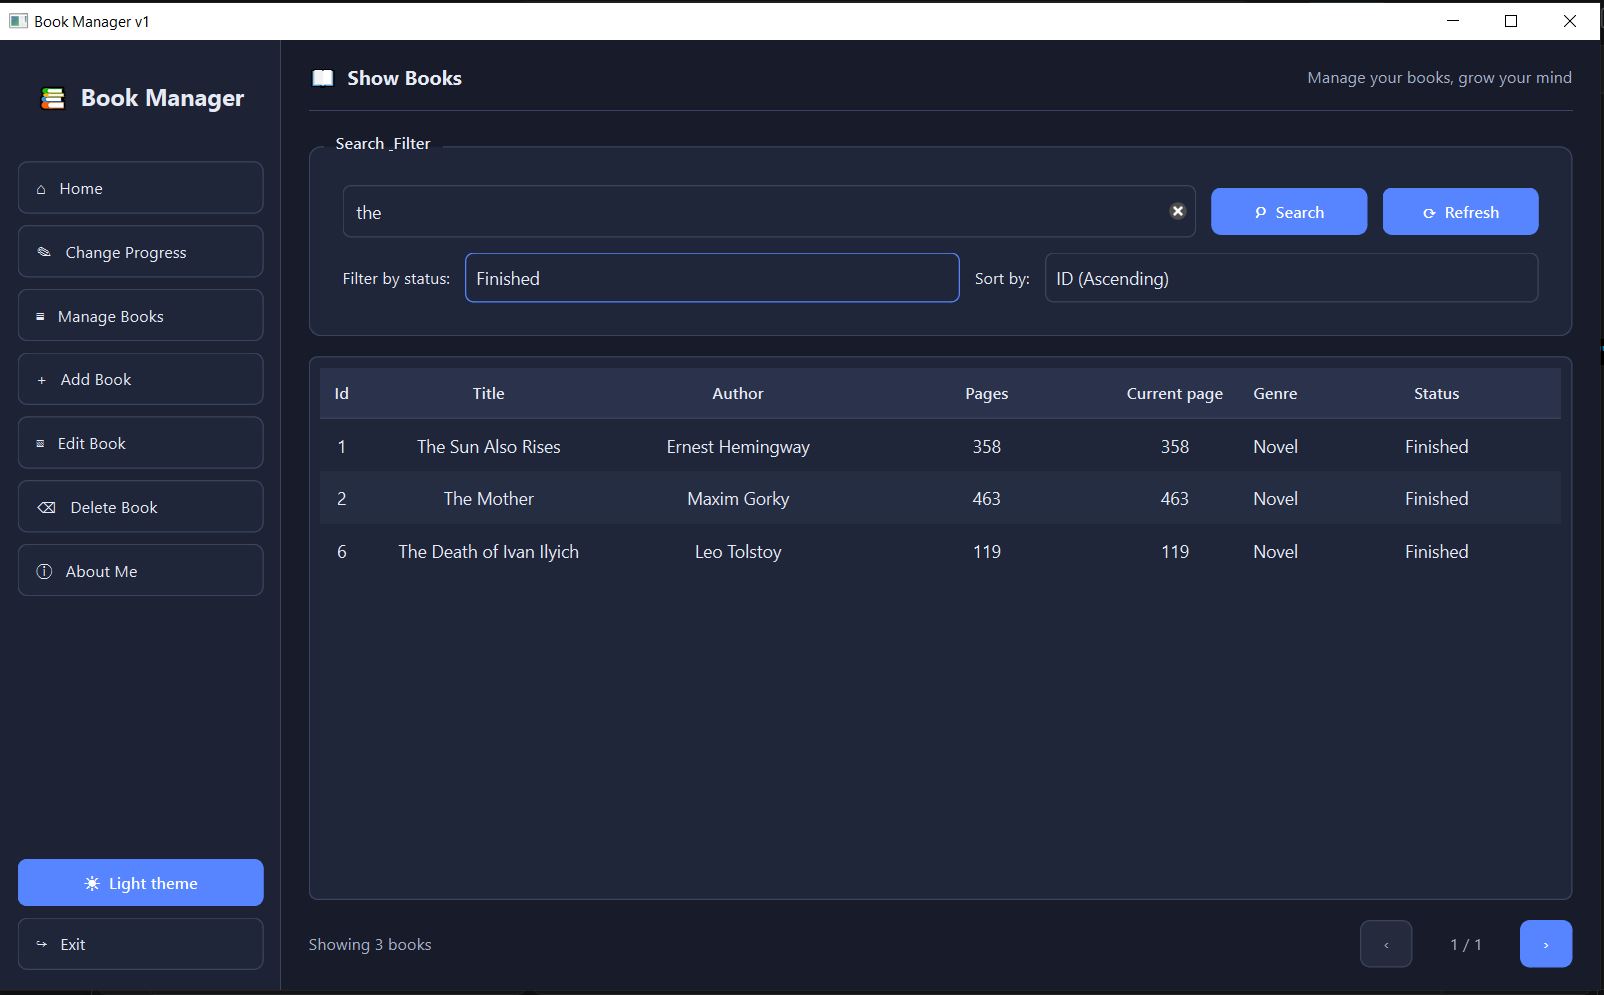 Book Manager v1
Book Manager
Home
Change Progress
Manage Books
+ Add Book
Edit Book
Delete Book
About Me
Light theme
Exit
Show Books
Manage your books, grow your mind
Search _Filter
the
Search
Refresh
Filter by status: Finished Sort by: ID (Ascending)
Id Title Author Pages Current page Genre Status
1 The Sun Also Rises Ernest Hemingway 358 358 Novel Finished
2 The Mother Maxim Gorky 463 463 Novel Finished
6 The Death of Ivan Ilyich Leo Tolstoy 119 119 Novel Finished
Showing 3 books
‹ 1 / 1 ›